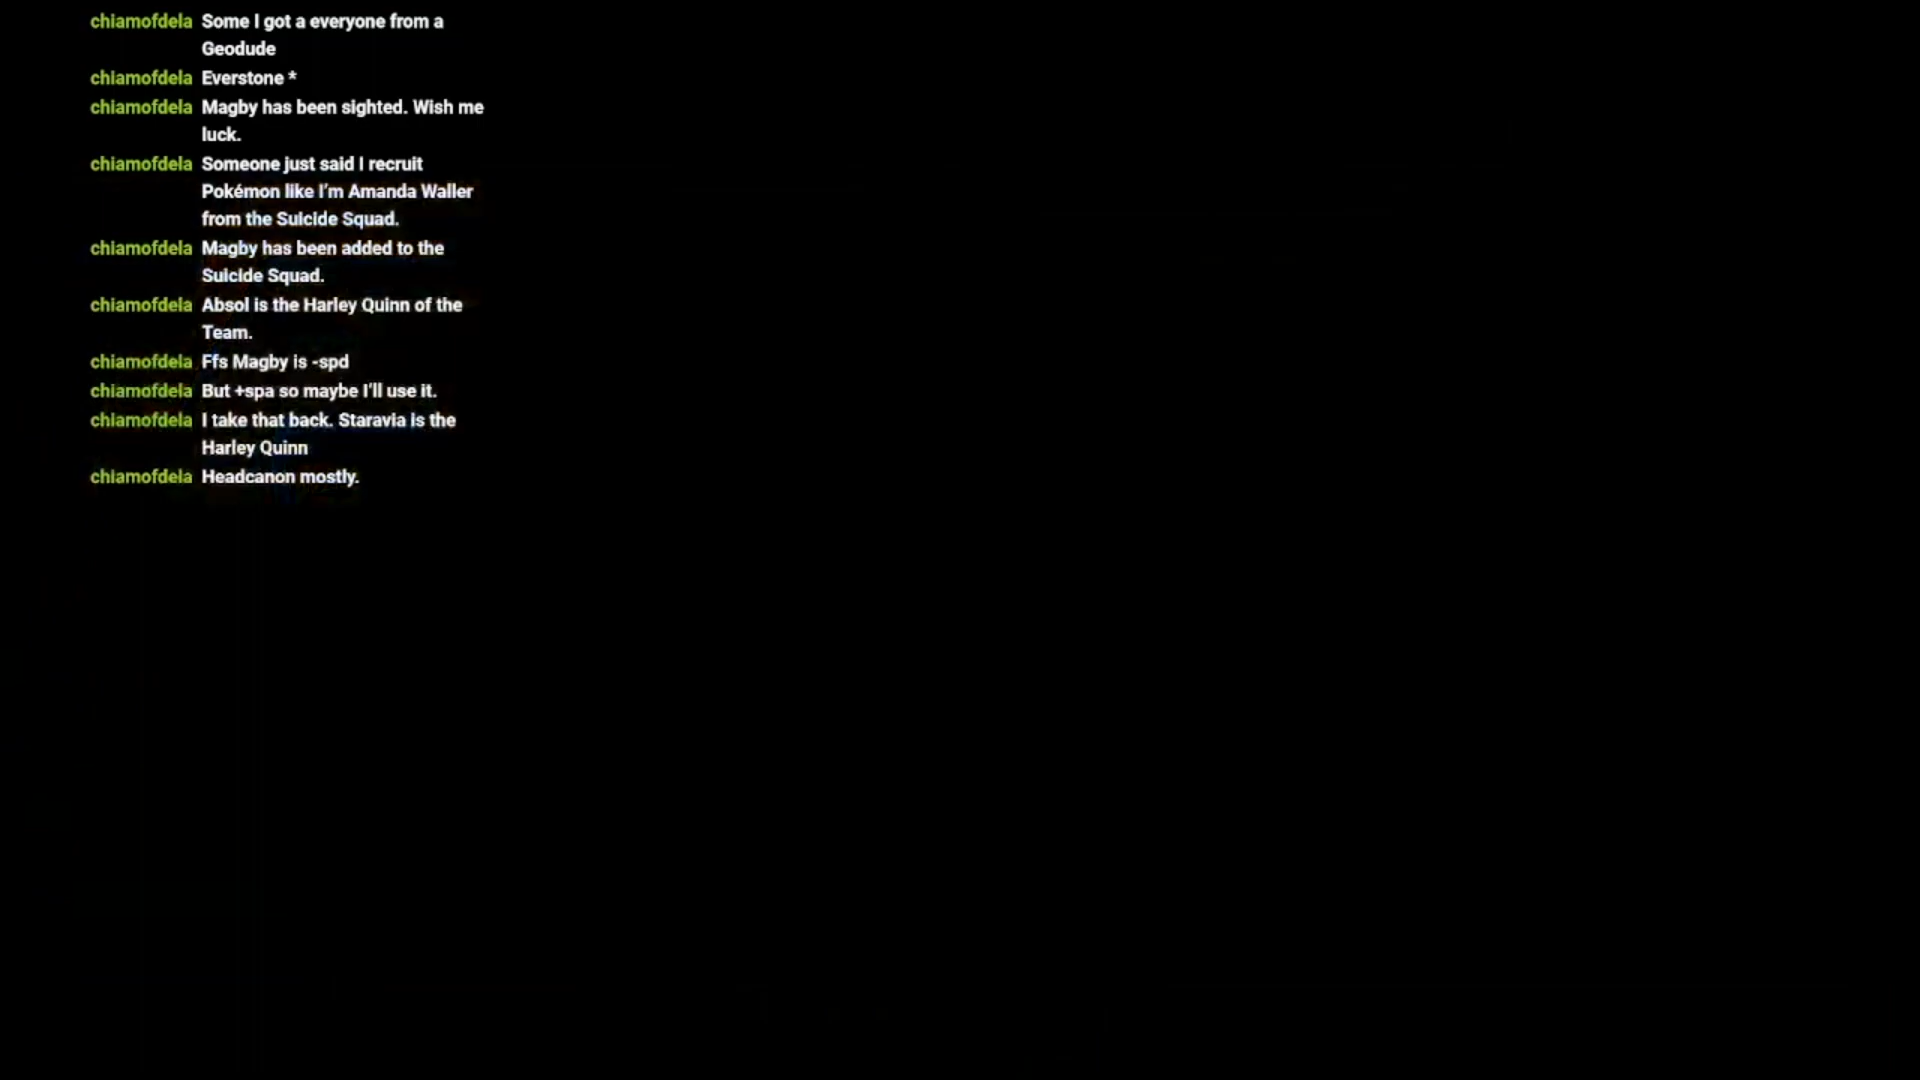 chiamofdela Some I got a everyone from a
Geodude
chiamofdela Everstone *
chiamofdela Magby has been sighted. Wish me
luck.
chiamofdela Someone just said I recruit
Pokémon like I'm Amanda Waller
from the Suicide Squad.
chiamofdela Magby has been added to the
Suicide Squad.
chiamofdela Absol is the Harley Quinn of the
Team.
chiamofdela Ffs Magby is -spd
chiamofdela But +spa so maybe I'll use it.
chiamofdela I take that back. Staravia is the
Harley Quinn
chiamofdela Headcanon mostly.